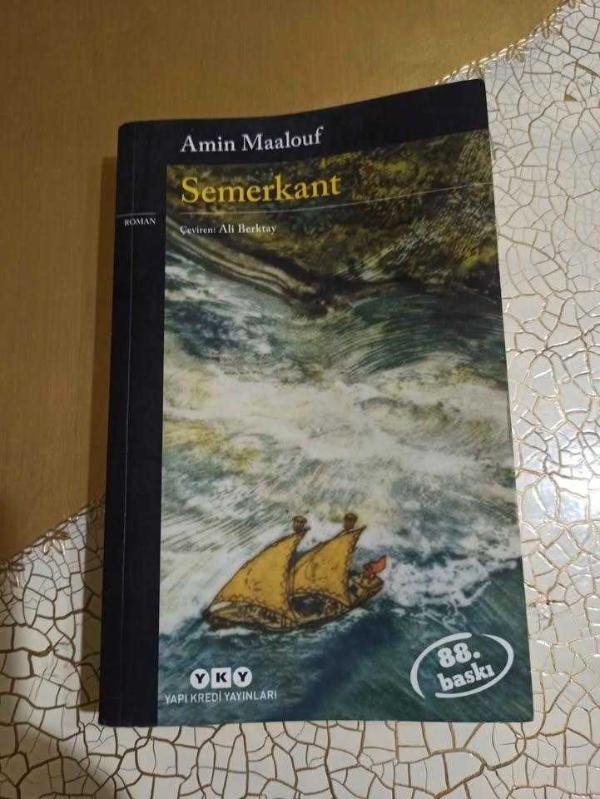 Amin Maalouf
Semerkant
ROMAN
Çeviren: Ali Berktay
88.
baskı
YKY
YAPI KREDİ YAYINLARI